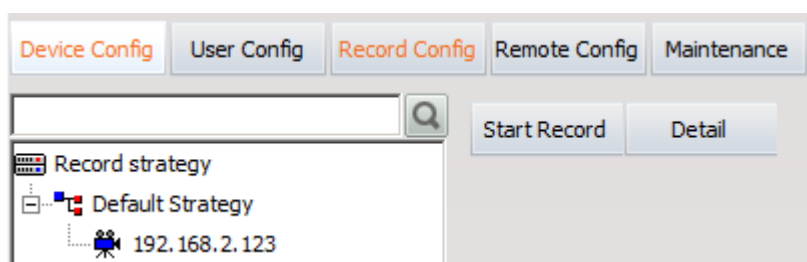 Device Config User Config Record Config Remote Config Maintenance
Start Record Detail
Record strategy
Default Strategy
192.168.2.123